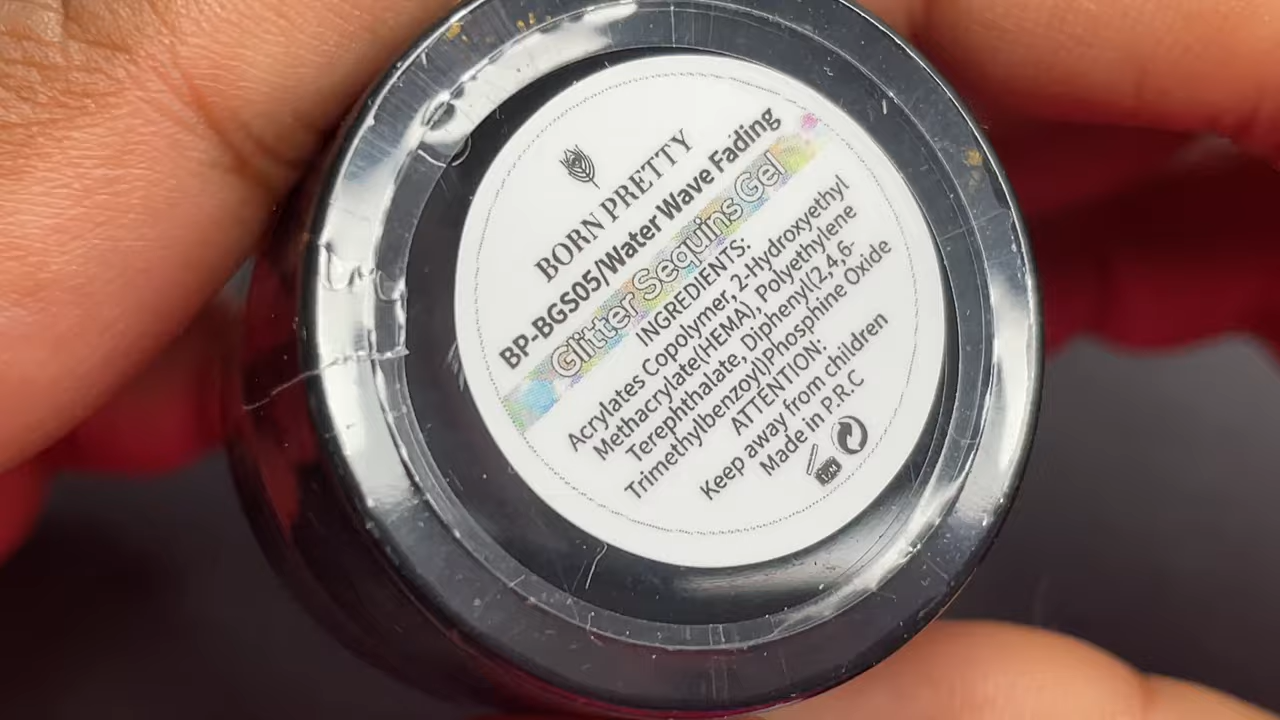 BORN PRETTY
BP-BGS05/Water Wave Fading
Glitter Sequins Gel
INGREDIENTS:
Acrylates Copolymer, 2-Hydroxyethyl
Methacrylate(HEMA), Polyethylene
Terephthalate, Diphenyl(2,4,6-
Trimethylbenzoyl)Phosphine Oxide
ATTENTION:
Keep away from children
Made in P.R.C